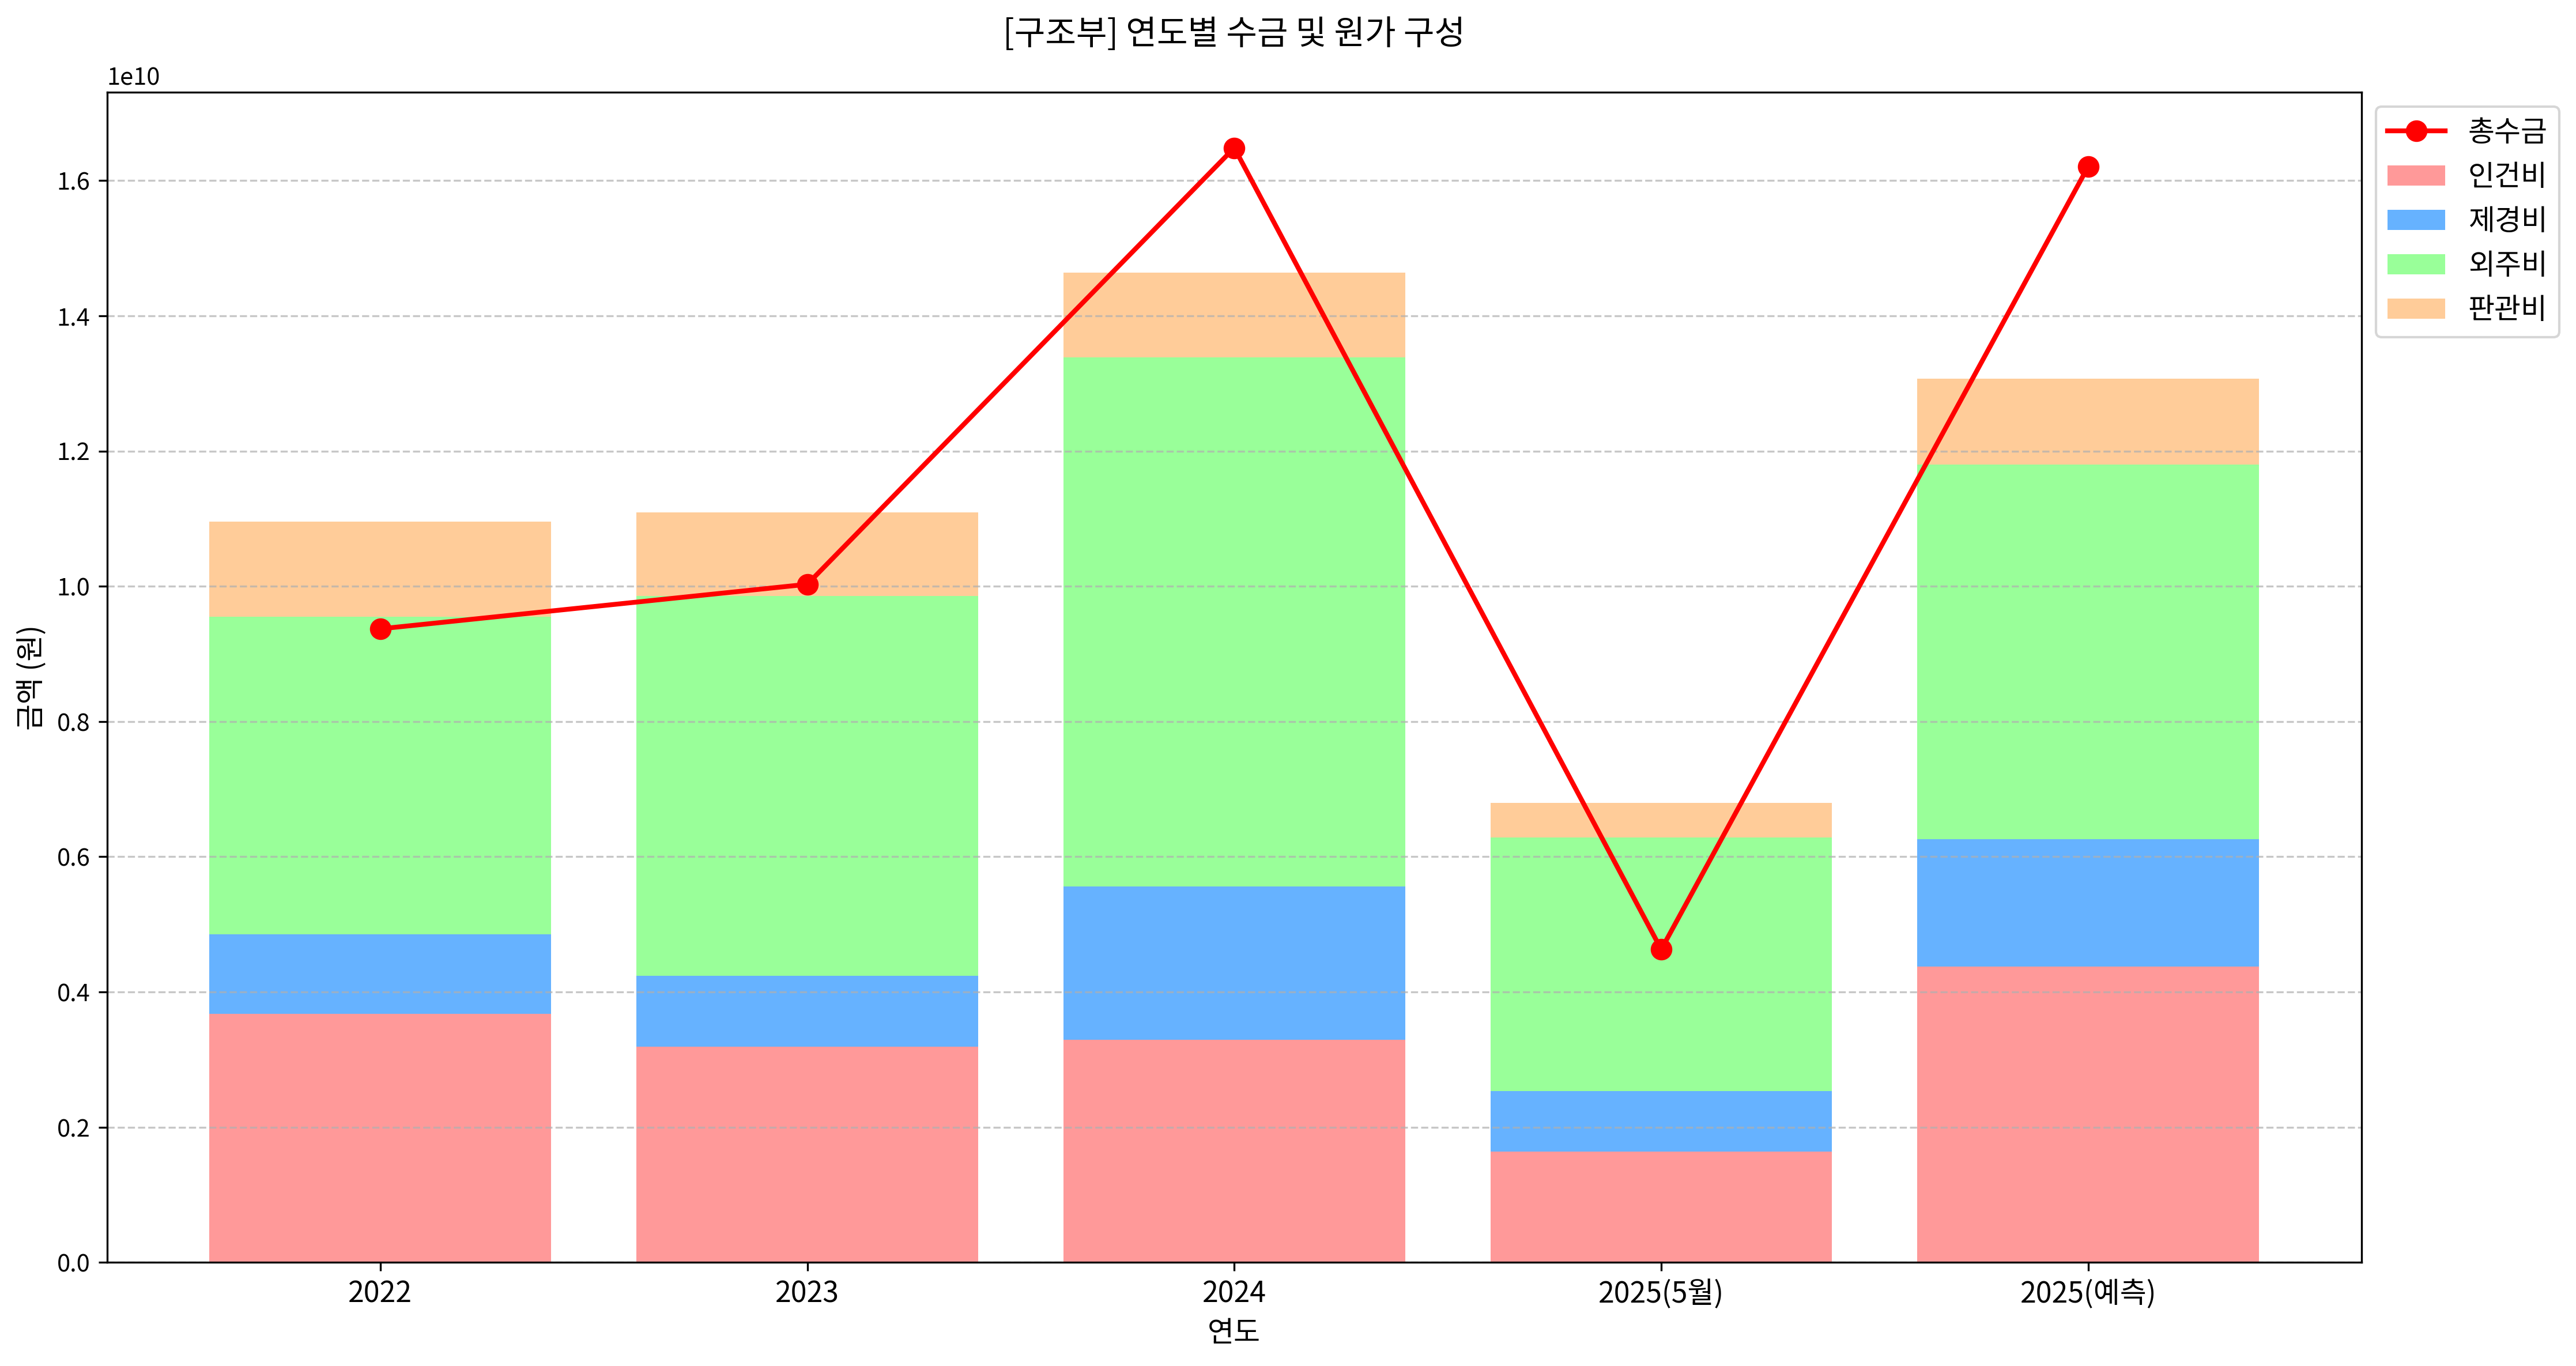 [구조부] 연도별 수금 및 원가 구성
1e10
총수금
인건비
제경비
외주비
판관비
1.6
1.4
1.2
1.0
0.8
0.6
0.4
0.2
0.0
금액 (원)
2022
2023
2024
2025(5월)
2025(예측)
연도